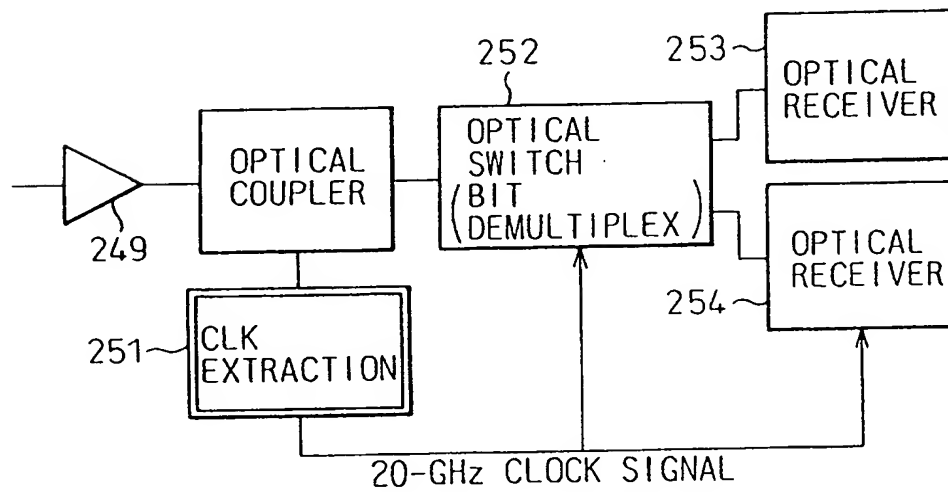 252
253
OPTICAL
RECEIVER
OPTICAL
COUPLER
OPTICAL
SWITCH
(BIT
DEMULTIPLEX)
249
OPTICAL
RECEIVER
254
251
CLK
EXTRACTION
20-GHz CLOCK SIGNAL